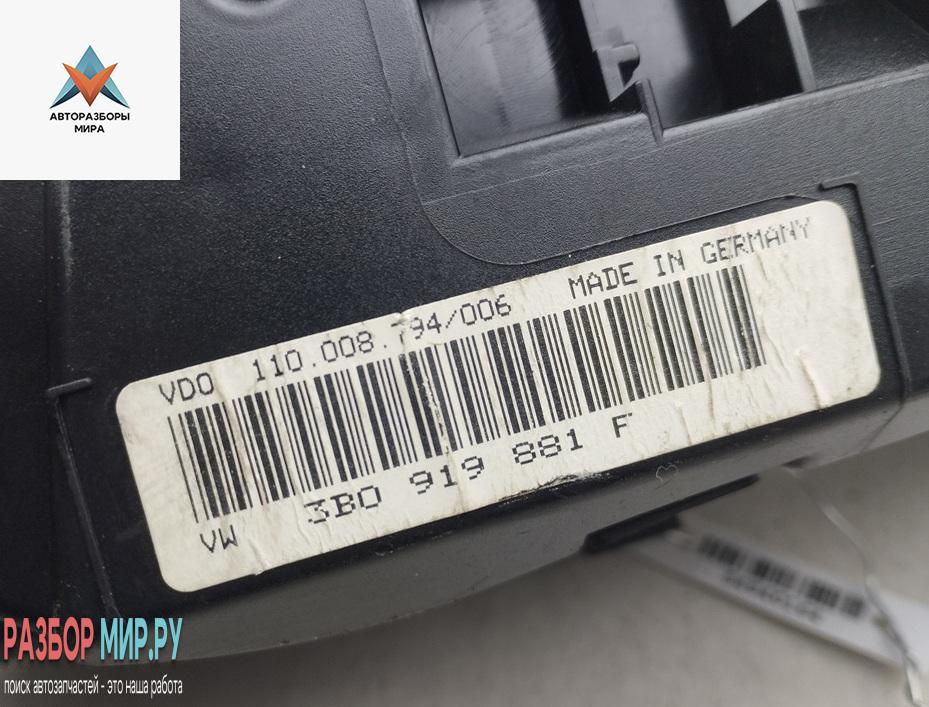 АВТОРАЗБОРЫ
МИРА
VDO 110.008.794/006 MADE IN GERMANY
VW 3B0 919 881 F
РАЗБОР МИР.РУ
поиск автозапчастей - это наша работа